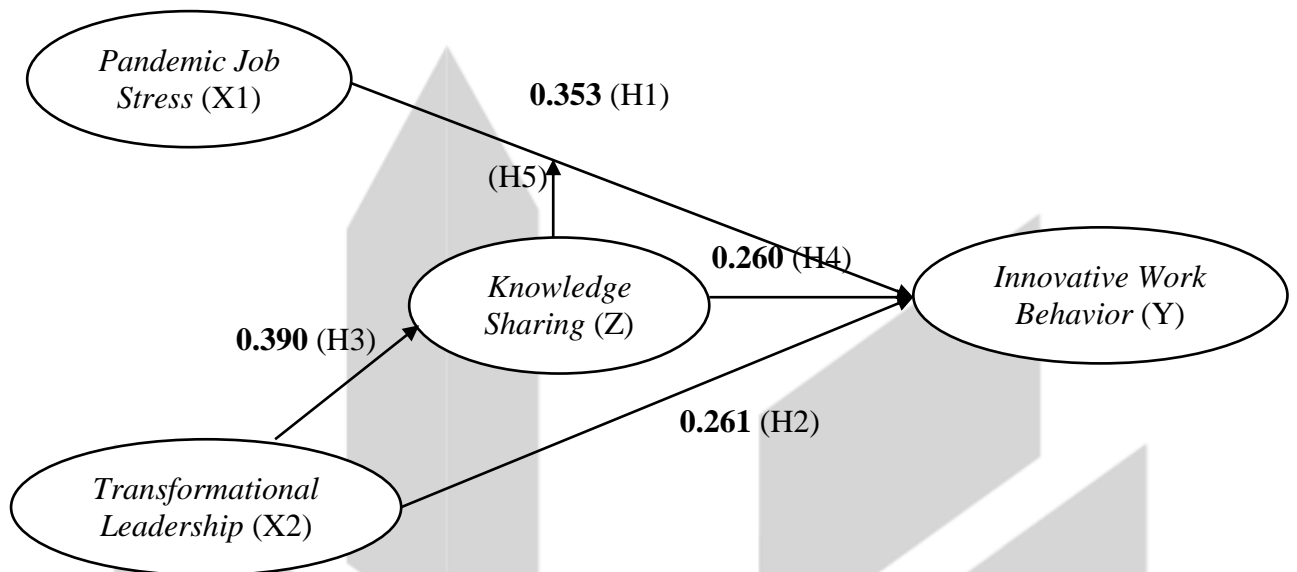 Pandemic Job
Stress (X1)
0.353 (H1)
(H5)
0.260 (H4)
Knowledge
Sharing (Z)
Innovative Work
Behavior (Y)
0.390 (H3)
0.261 (H2)
Transformational
Leadership (X2)